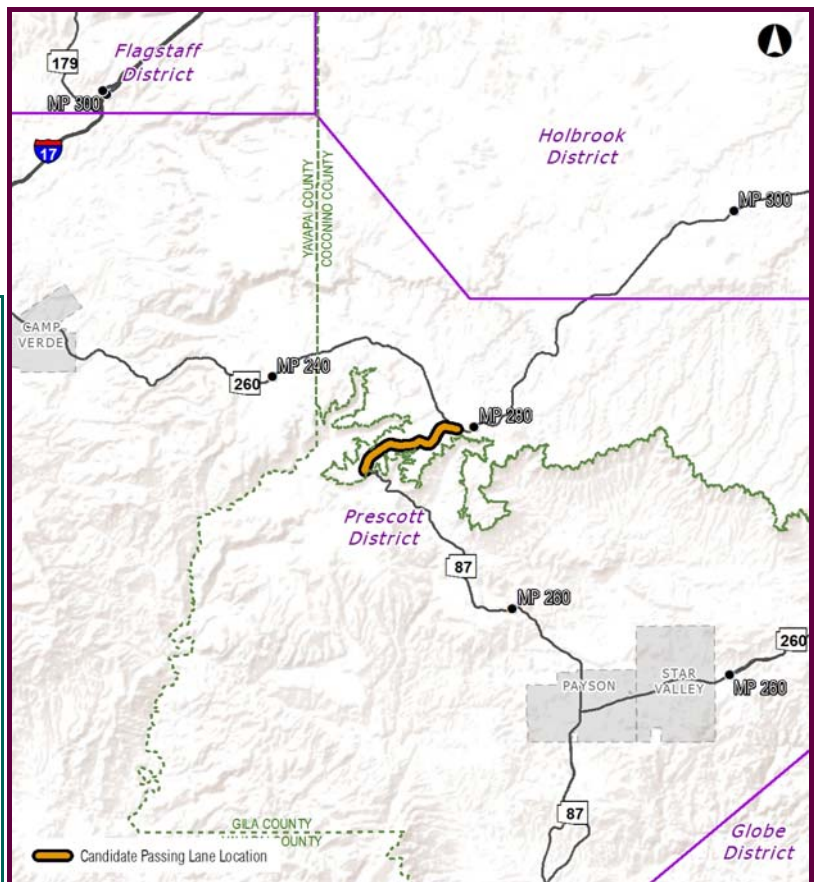 Flagstaff
District
179
MP 300
17
Holbrook
District
YAVAPAI COUNTY
COCONINO COUNTY
MP 300
CAMP
VERDE
MP 240
260
MP 280
Prescott
District
87
MP 260
260
STAR
VALLEY
PAYSON
MP 260
87
GILA COUNTY
OUNTY
Globe
District
Candidate Passing Lane Location